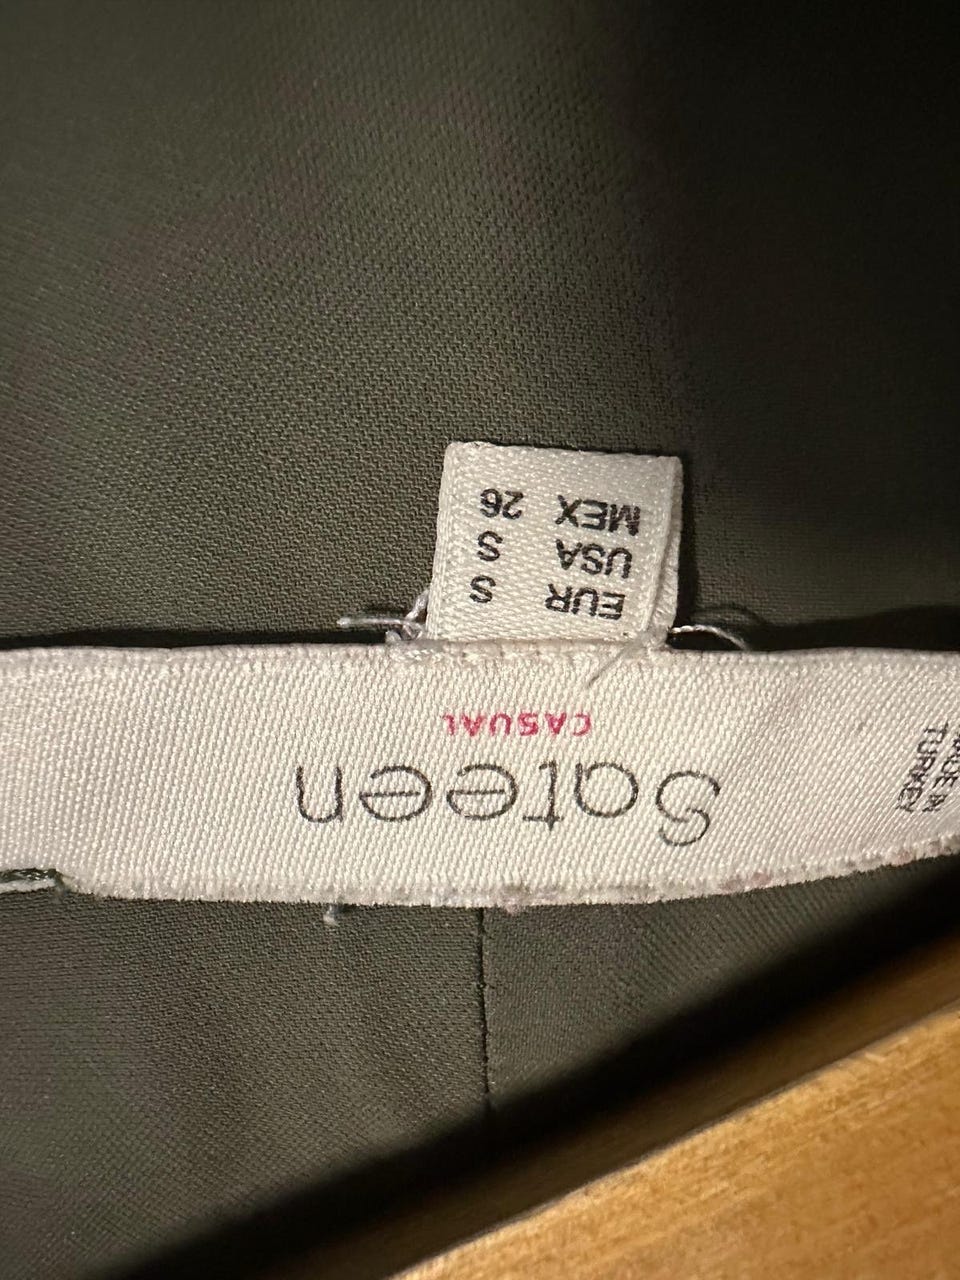 Sateen
CASUAL
MADE IN
TURKEY
EUR S
USA S
MEX 26